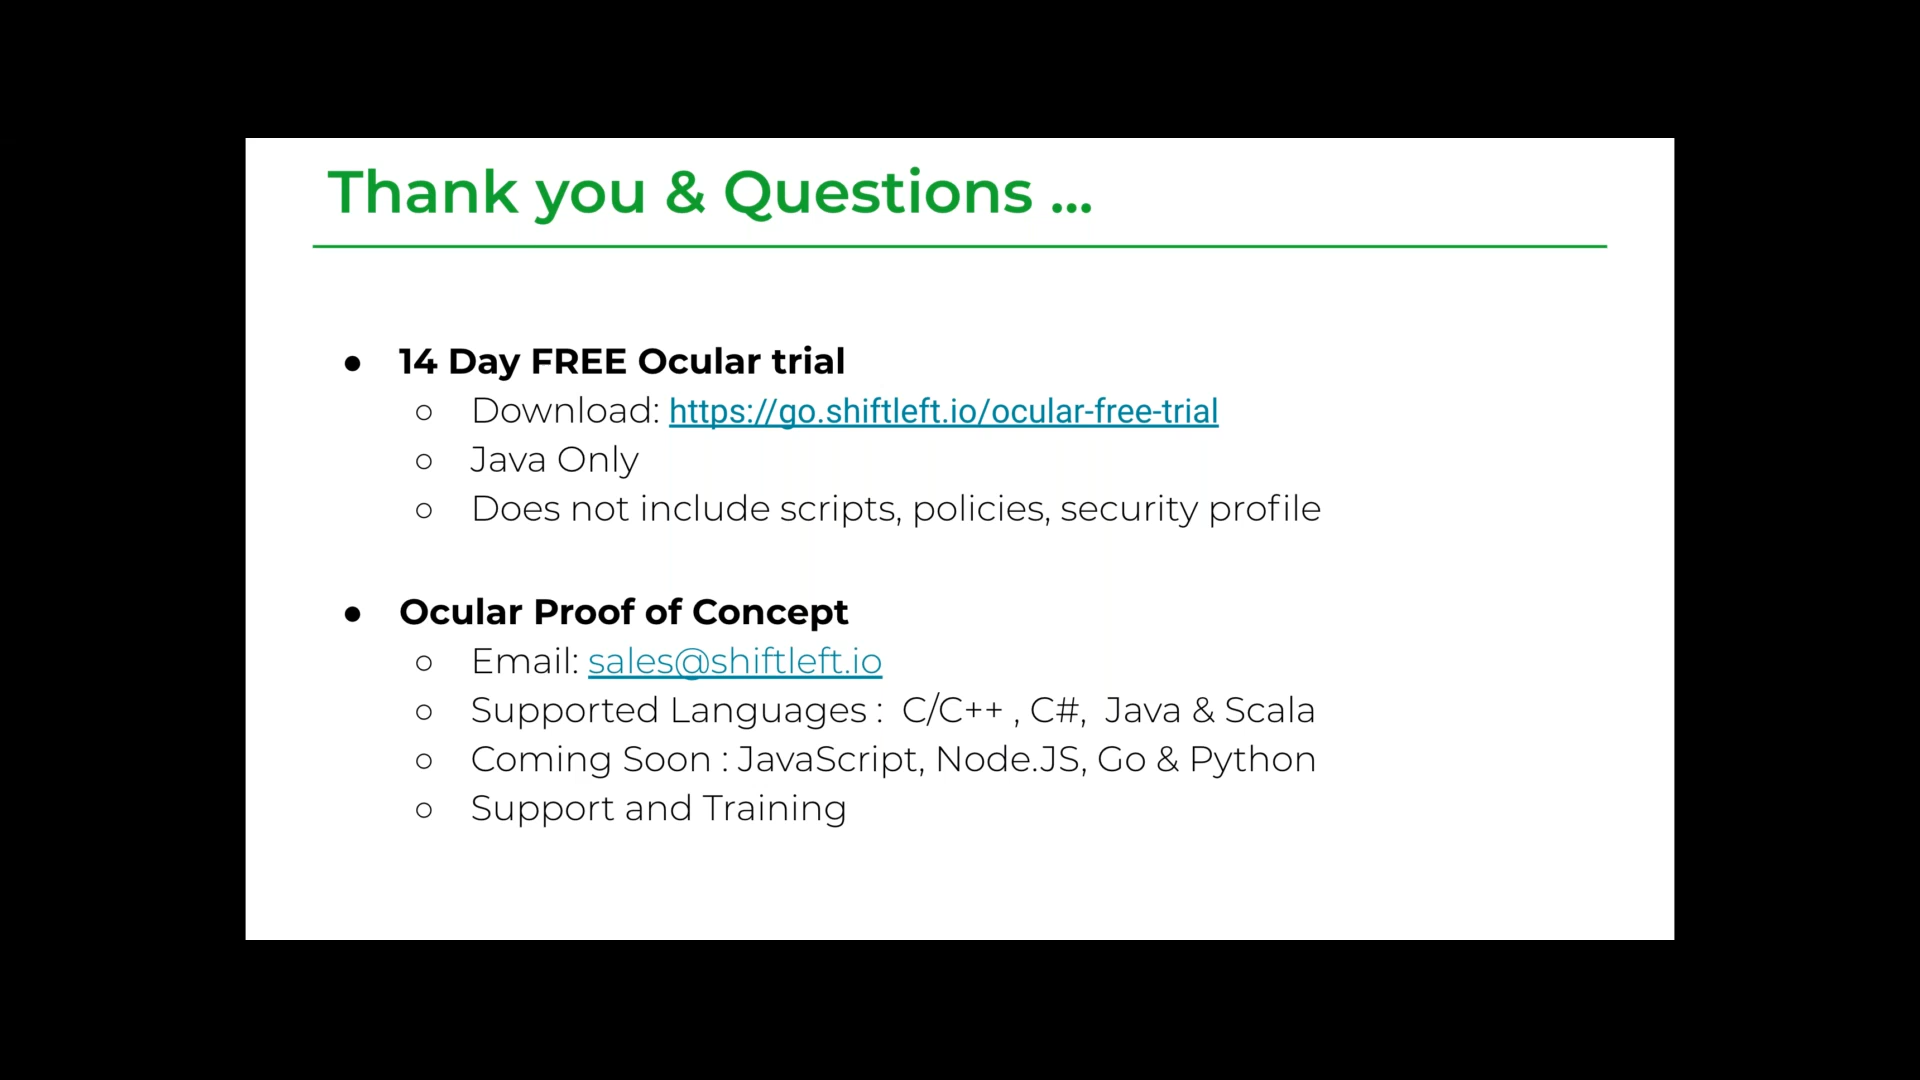 Thank you & Questions ...
● 14 Day FREE Ocular trial
○ Download: https://go.shiftleft.io/ocular-free-trial
○ Java Only
○ Does not include scripts, policies, security profile
● Ocular Proof of Concept
○ Email: sales@shiftleft.io
○ Supported Languages : C/C++ , C#, Java & Scala
○ Coming Soon : JavaScript, Node.JS, Go & Python
○ Support and Training